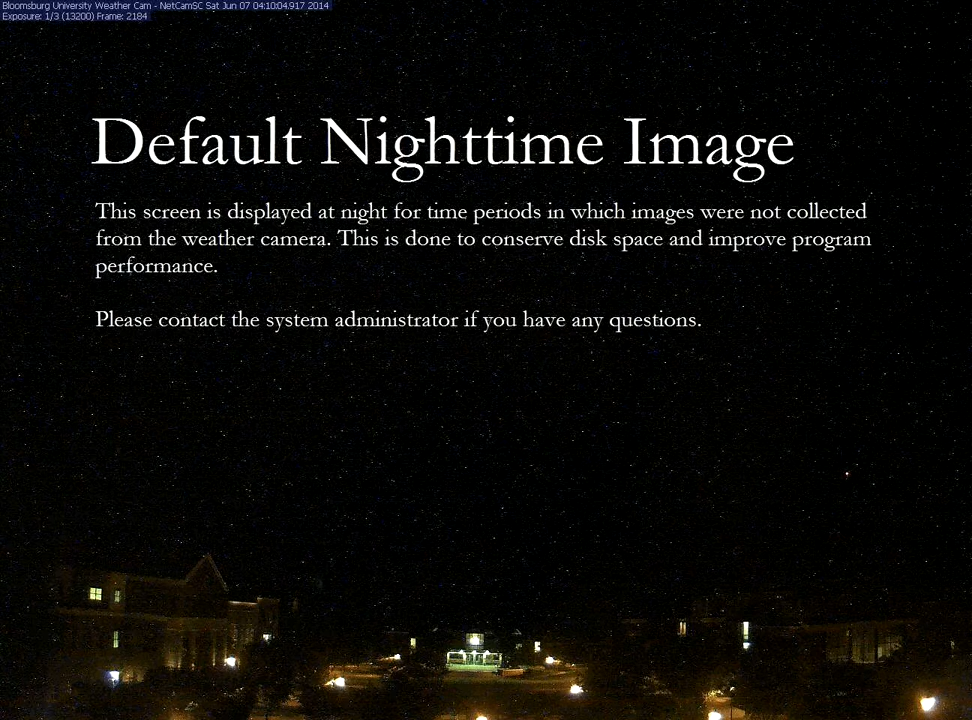 Bloomsburg University Weather Cam - NetCamSC Sat Jun 07 04:10:04.917 2014
Exposure: 1/3 (13200) Frame: 2184
Default Nighttime Image
This screen is displayed at night for time periods in which images were not collected
from the weather camera. This is done to conserve disk space and improve program
performance.
Please contact the system administrator if you have any questions.